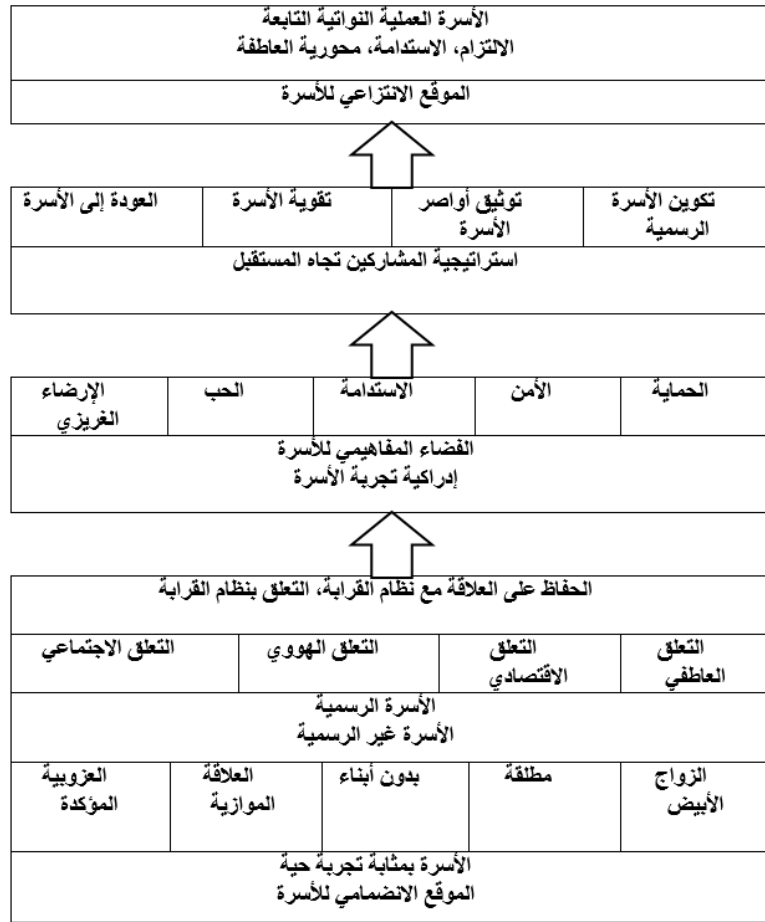 الأسرة العملية النواتية التابعة
الالتزام، الاستدامة، محورية العاطفة
الموقع الانتزاعي للأسرة
تكوين الأسرة
الرسمية
توثيق أواصر
الأسرة
تقوية الأسرة
العودة إلى الأسرة
استراتيجية المشاركين تجاه المستقبل
الحماية
الأمن
الاستدامة
الحب
الإرضاء
الغريزي
الفضاء المفاهيمي للأسرة
إدراكية تجربة الأسرة
الحفاظ على العلاقة مع نظام القرابة، التعلق بنظام القرابة
التعلق
العاطفي
التعلق
الاقتصادي
التعلق الهووي
التعلق الاجتماعي
الأسرة الرسمية
الأسرة غير الرسمية
الزواج
الأبيض
مطلقة
بدون أبناء
العلاقة
الموازية
العزوبية
المؤكدة
الأسرة بمثابة تجربة حية
الموقع الانضمامي للأسرة